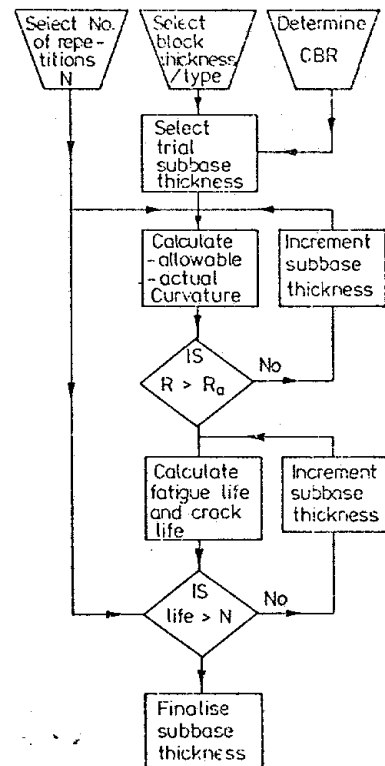 Select No.
of repe-
titions
N
Select
block
thickness
/type
Determine
CBR
Select
trial
subbase
thickness
Calculate
-allowable
-actual
Curvature
Increment
subbase
thickness
IS
R > Ra
No
Calculate
fatigue life
and crack
life
Increment
subbase
thickness
IS
life > N
No
Finalise
subbase
thickness